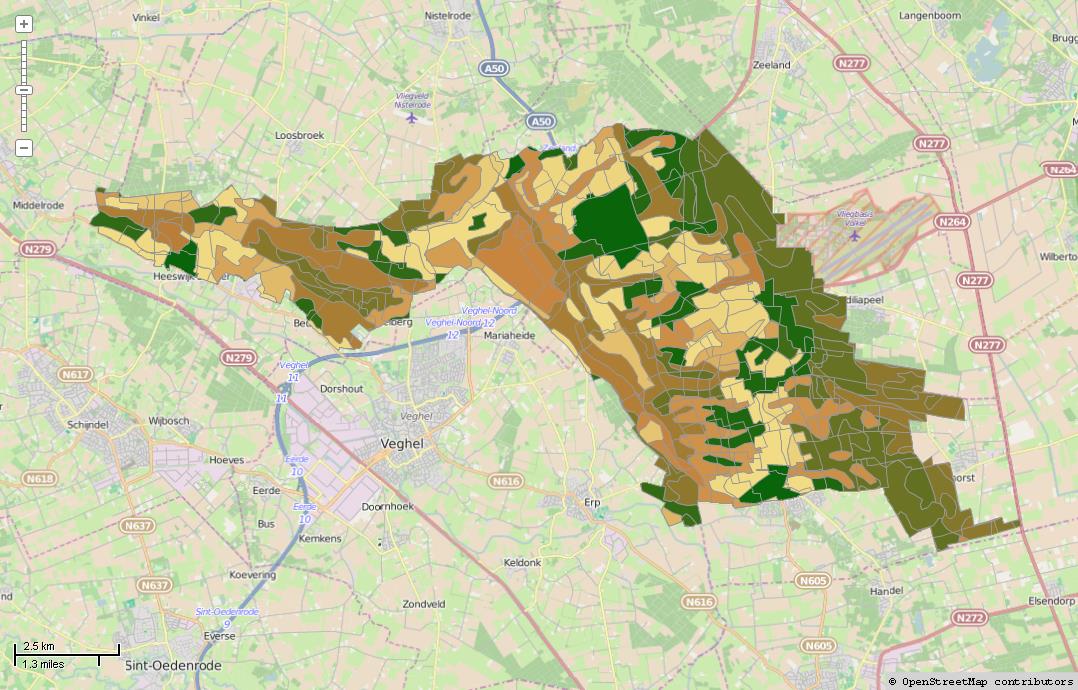 Vinkel
Nistelrode
Langenboom
Brugg
Zeeland
N277
A50
Vliegveld
Nistelrode
A50
Loosbroek
N277
N264
Middelrode
Vliegbasis
Volkel
N264
N279
Wilberto
Heeswijk
N277
diliapeel
Veghel-Noord
Veghel-Noord 12
12
elberg
Mariaheide
N277
N279
Veghel
11
N617
Dorshout
11
Veghel
Schijndel
Wijbosch
Veghel
Hoeves
Eerde
10
N618
N616
horst
Eerde
Erp
Eerde
10
Doornhoek
N637
Bus
Kemkens
Keldonk
Koevering
N637
N605
Handel
nd
Zondveld
N616
Elsendorp
Sint-Oedenrode
9
N272
Everse
N605
2.5 km
1.3 miles
Sint-Oedenrode
© OpenStreetMap contributors